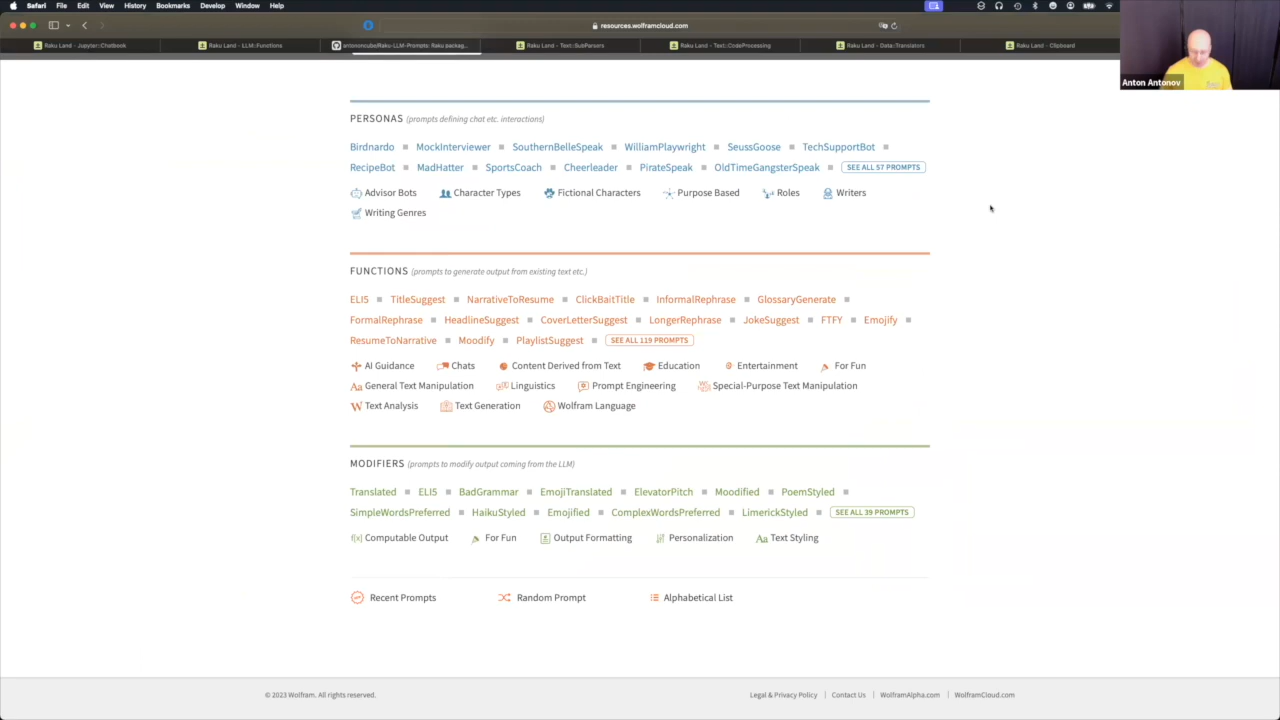 Safari File Edit View History Bookmarks Develop Window Help
resources.wolframcloud.com
Raku Land - Jupyter::Chatbook
Raku Land - LLM::Functions
antononcube/Raku-LLM-Prompts: Raku packag...
Raku Land - Text::SubParsers
Raku Land - Text::CodeProcessing
Raku Land - Data::Translators
Raku Land - Clipboard
Anton Antonov
PERSONAS (prompts defining chat etc. interactions)
Birdnardo MockInterviewer SouthernBelleSpeak WilliamPlaywright SeussGoose TechSupportBot
RecipeBot MadHatter SportsCoach Cheerleader PirateSpeak OldTimeGangsterSpeak SEE ALL 57 PROMPTS
Advisor Bots Character Types Fictional Characters Purpose Based Roles Writers
Writing Genres
FUNCTIONS (prompts to generate output from existing text etc.)
ELI5 TitleSuggest NarrativeToResume ClickBaitTitle InformalRephrase GlossaryGenerate
FormalRephrase HeadlineSuggest CoverLetterSuggest LongerRephrase JokeSuggest FTFY Emojify
ResumeToNarrative Moodify PlaylistSuggest SEE ALL 119 PROMPTS
AI Guidance Chats Content Derived from Text Education Entertainment For Fun
General Text Manipulation Linguistics Prompt Engineering Special-Purpose Text Manipulation
Text Analysis Text Generation Wolfram Language
MODIFIERS (prompts to modify output coming from the LLM)
Translated ELI5 BadGrammar EmojiTranslated ElevatorPitch Moodified PoemStyled
SimpleWordsPreferred HaikuStyled Emojified ComplexWordsPreferred LimerickStyled SEE ALL 39 PROMPTS
f(x) Computable Output For Fun Output Formatting Personalization Aa Text Styling
Recent Prompts Random Prompt Alphabetical List
© 2023 Wolfram. All rights reserved.
Legal & Privacy Policy | Contact Us | WolframAlpha.com | WolframCloud.com